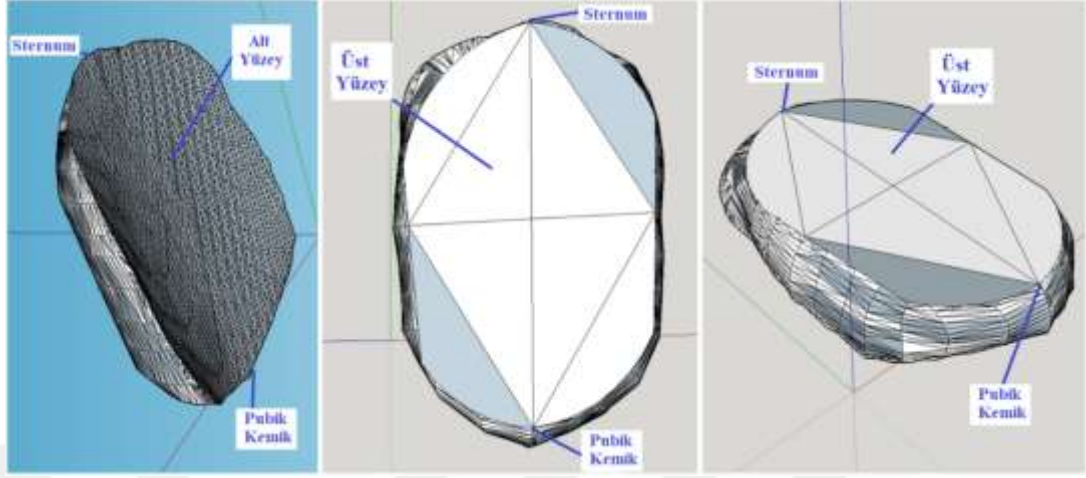 Sternum
Alt
Yüzey
Pubik
Kemik
Sternum
Üst
Yüzey
Pubik
Kemik
Sternum
Üst
Yüzey
Pubik
Kemik